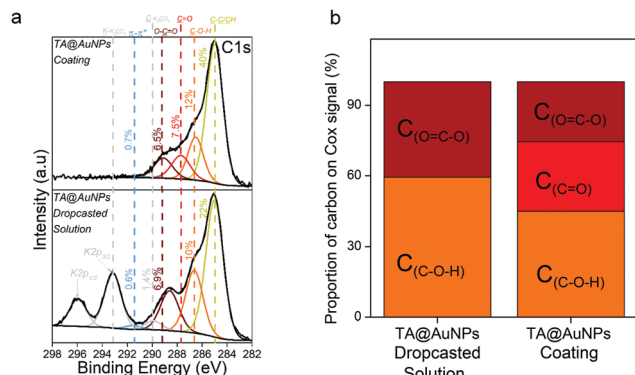 a
K-K2CO3
π-π*
C-K2CO3
O-C=O
C=O
C-O-H
C-C/CH
TA@AuNPs
Coating
C1s
0.7%
6.5%
7.5%
12%
40%
TA@AuNPs
Dropcasted
Solution
K2p1/2
K2p3/2
0.6%
1.4%
6.9%
10%
22%
Intensity (a.u)
298 296 294 292 290 288 286 284 282
Binding Energy (eV)
b
Proportion of carbon on Cox signal (%)
90
60
30
0
C(O=C-O)
C(O=C-O)
C(C=O)
C(C-O-H)
C(C-O-H)
TA@AuNPs
Dropcasted
Solution
TA@AuNPs
Coating